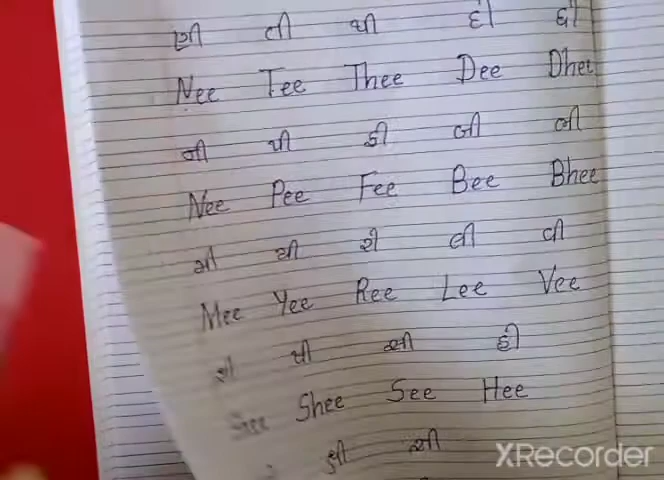 ણી તી થી દી ધી
Nee Tee Thee Dee Dhee
ની પી ફી બી ભી
Nee Pee Fee Bee Bhee
મી યી રી લી વી
Mee Yee Ree Lee Vee
શી ષી સી હી
See Shee See Hee
XRecorder